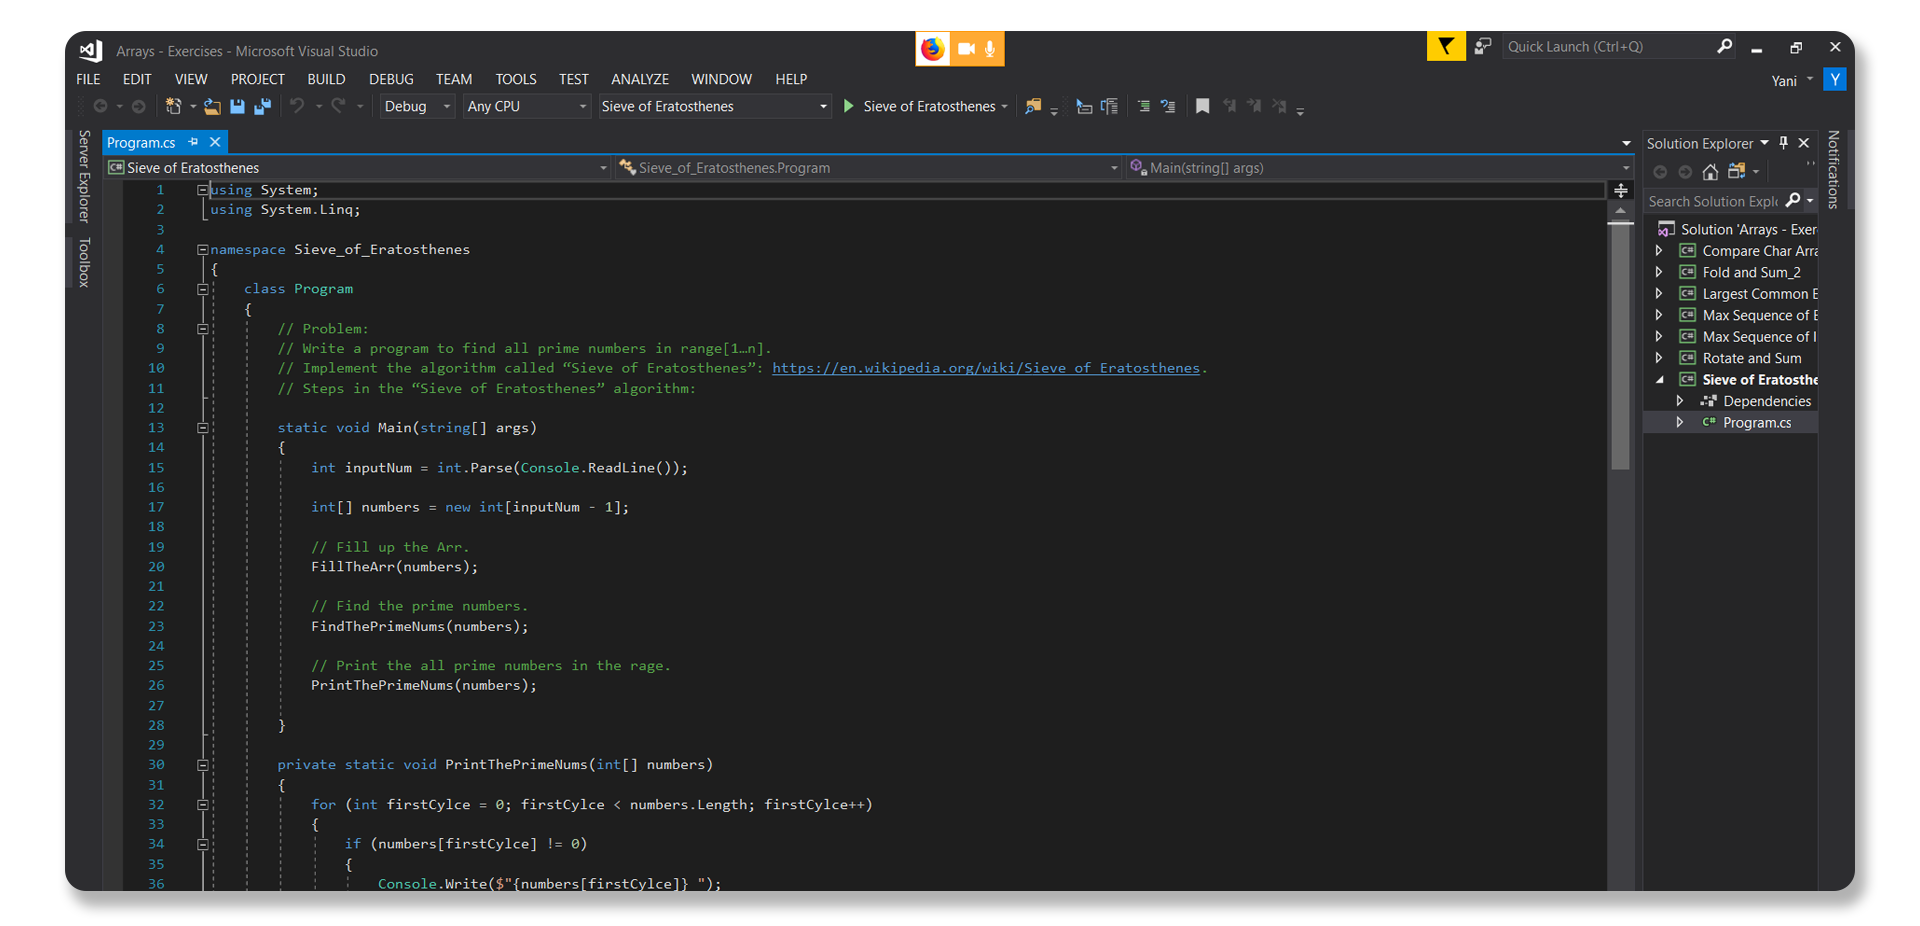 Arrays - Exercises - Microsoft Visual Studio
Quick Launch (Ctrl+Q)
FILE EDIT VIEW PROJECT BUILD DEBUG TEAM TOOLS TEST ANALYZE WINDOW HELP
Yani Y
Debug Any CPU Sieve of Eratosthenes Sieve of Eratosthenes
Server Explorer
Toolbox
Program.cs
Sieve of Eratosthenes Sieve_of_Eratosthenes.Program Main(string[] args)
1 using System;
2 using System.Linq;
3
4 namespace Sieve_of_Eratosthenes
5 {
6 class Program
7 {
8 // Problem:
9 // Write a program to find all prime numbers in range[1…n].
10 // Implement the algorithm called “Sieve of Eratosthenes”: https://en.wikipedia.org/wiki/Sieve_of_Eratosthenes.
11 // Steps in the “Sieve of Eratosthenes” algorithm:
12
13 static void Main(string[] args)
14 {
15 int inputNum = int.Parse(Console.ReadLine());
16
17 int[] numbers = new int[inputNum - 1];
18
19 // Fill up the Arr.
20 FillTheArr(numbers);
21
22 // Find the prime numbers.
23 FindThePrimeNums(numbers);
24
25 // Print the all prime numbers in the rage.
26 PrintThePrimeNums(numbers);
27
28 }
29
30 private static void PrintThePrimeNums(int[] numbers)
31 {
32 for (int firstCylce = 0; firstCylce < numbers.Length; firstCylce++)
33 {
34 if (numbers[firstCylce] != 0)
35 {
36 Console.Write($"{numbers[firstCylce]} ");
Solution Explorer
Search Solution Explo
Solution 'Arrays - Exer
C# Compare Char Arra
C# Fold and Sum_2
C# Largest Common E
C# Max Sequence of E
C# Max Sequence of I
C# Rotate and Sum
C# Sieve of Eratosthe
Dependencies
C# Program.cs
Notifications